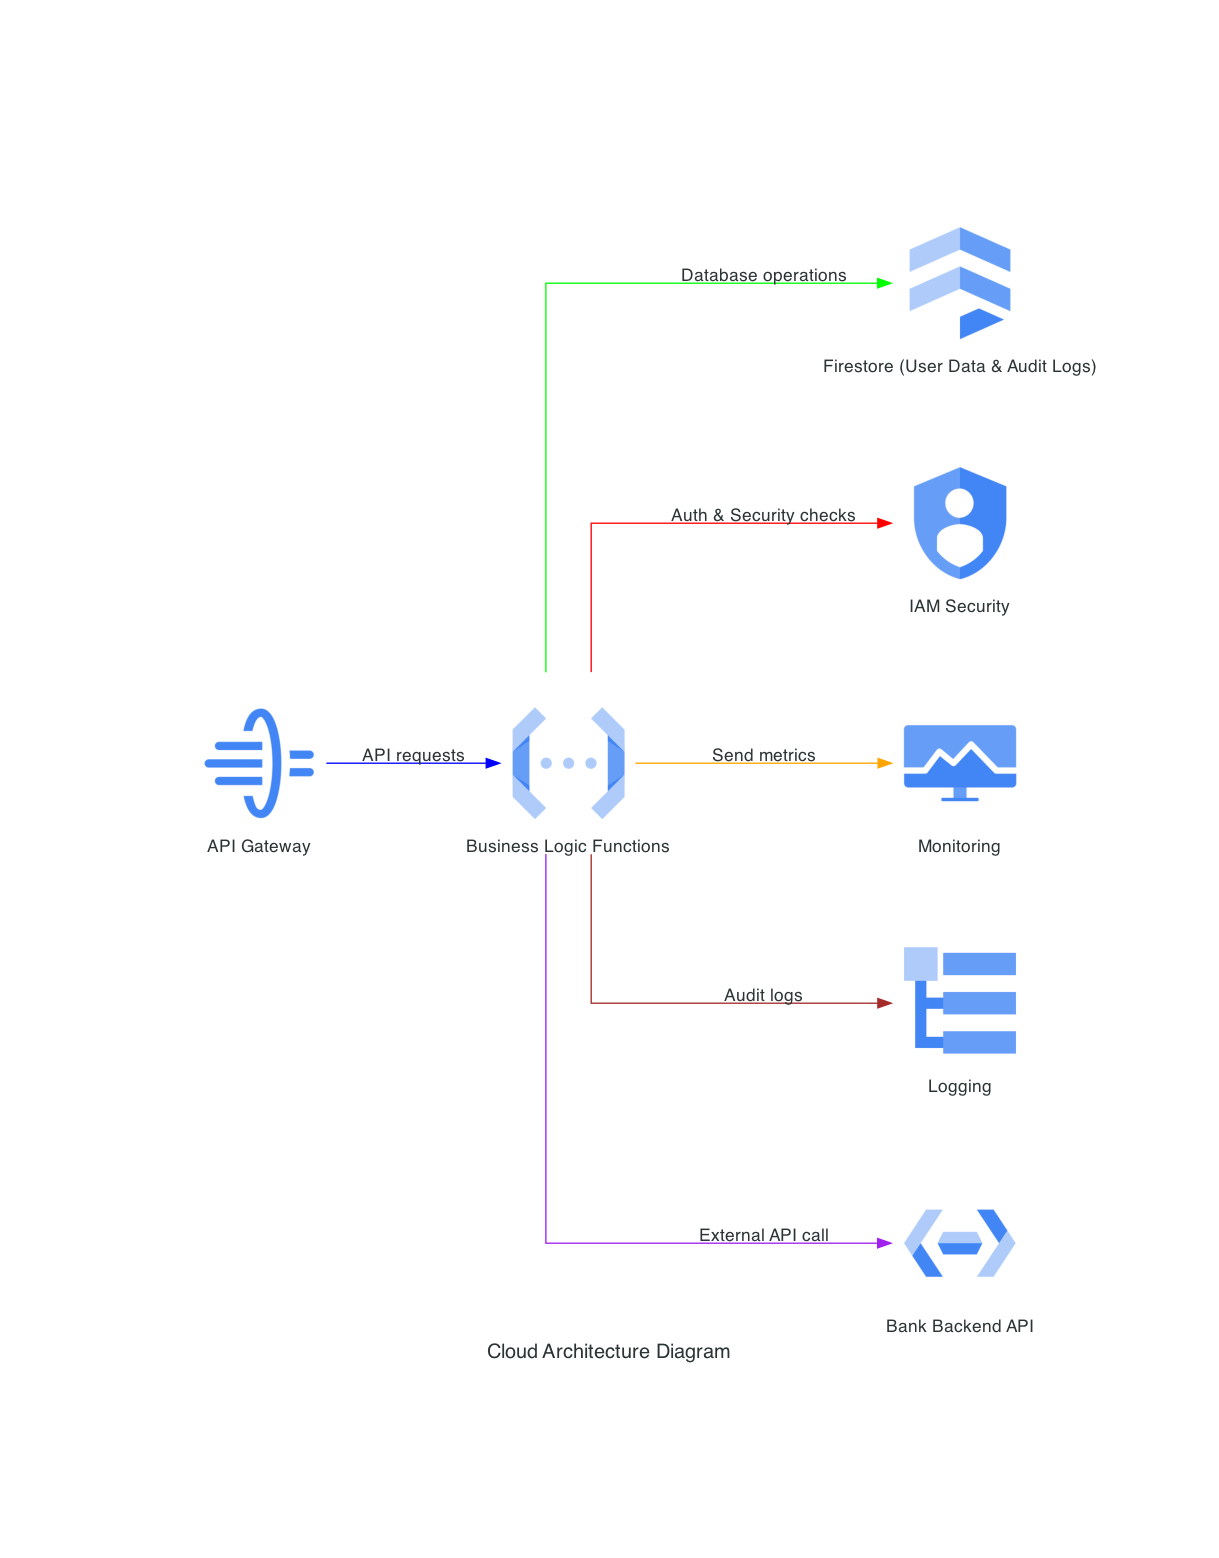 Database operations
Firestore (User Data & Audit Logs)
Auth & Security checks
IAM Security
API requests
Send metrics
API Gateway
Business Logic Functions
Monitoring
Audit logs
Logging
External API call
Bank Backend API
Cloud Architecture Diagram